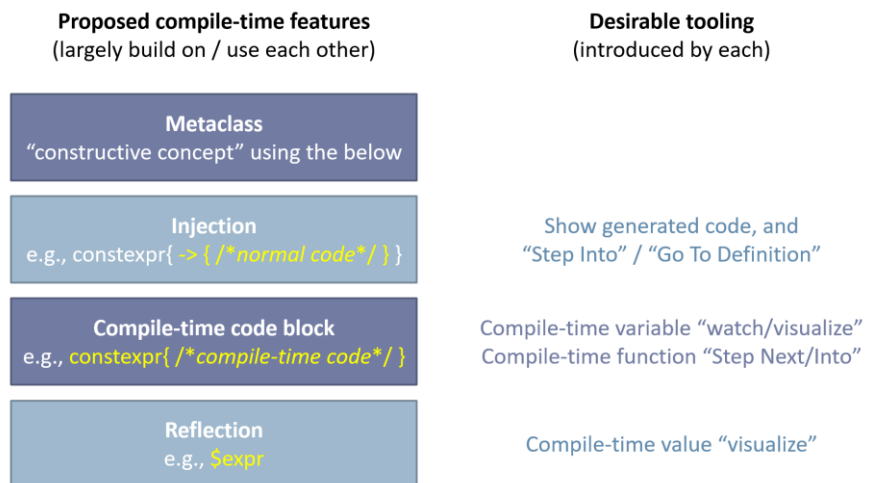 Proposed compile-time features
(largely build on / use each other)
Desirable tooling
(introduced by each)
Metaclass
“constructive concept” using the below
Injection
e.g., constexpr{ -> { /*normal code*/ } }
Show generated code, and
“Step Into” / “Go To Definition”
Compile-time code block
e.g., constexpr{ /*compile-time code*/ }
Compile-time variable “watch/visualize”
Compile-time function “Step Next/Into”
Reflection
e.g., $expr
Compile-time value “visualize”